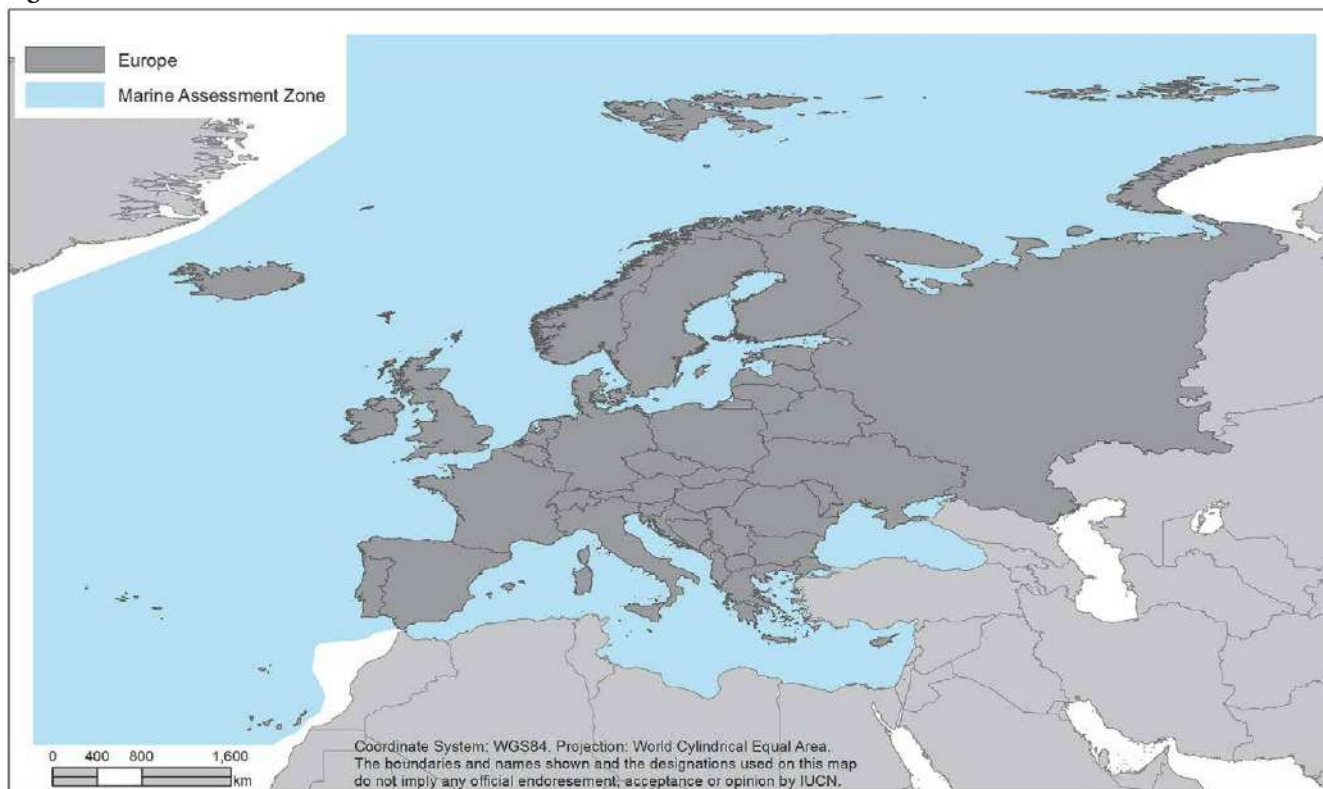 Europe
Marine Assessment Zone
0 400 800 1,600
km
Coordinate System: WGS84, Projection: World Cylindrical Equal Area.
The boundaries and names shown and the designations used on this map
do not imply any official endoresement, acceptance or opinion by IUCN.